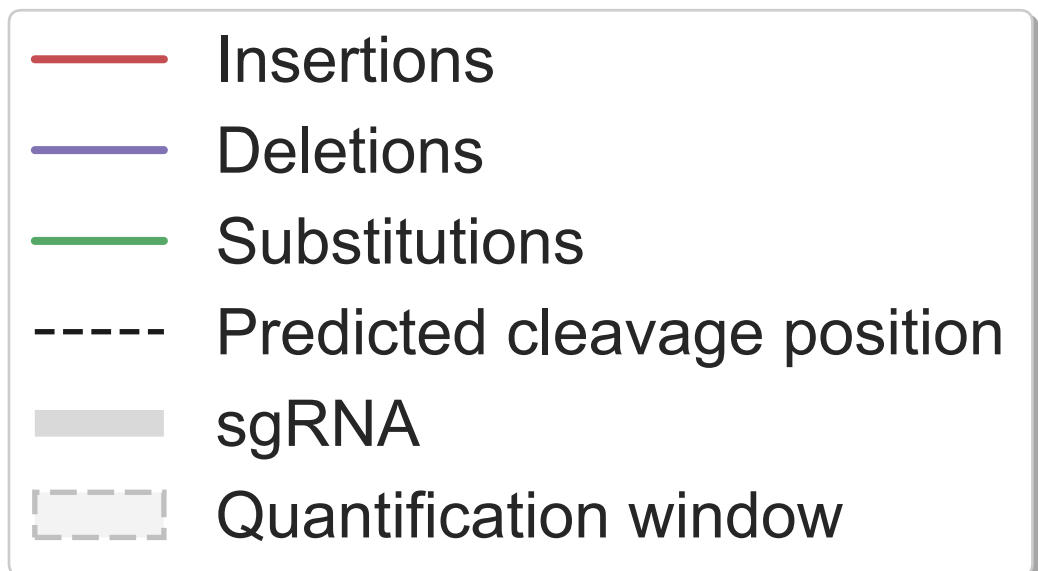 Insertions
Deletions
Substitutions
Predicted cleavage position
sgRNA
Quantification window